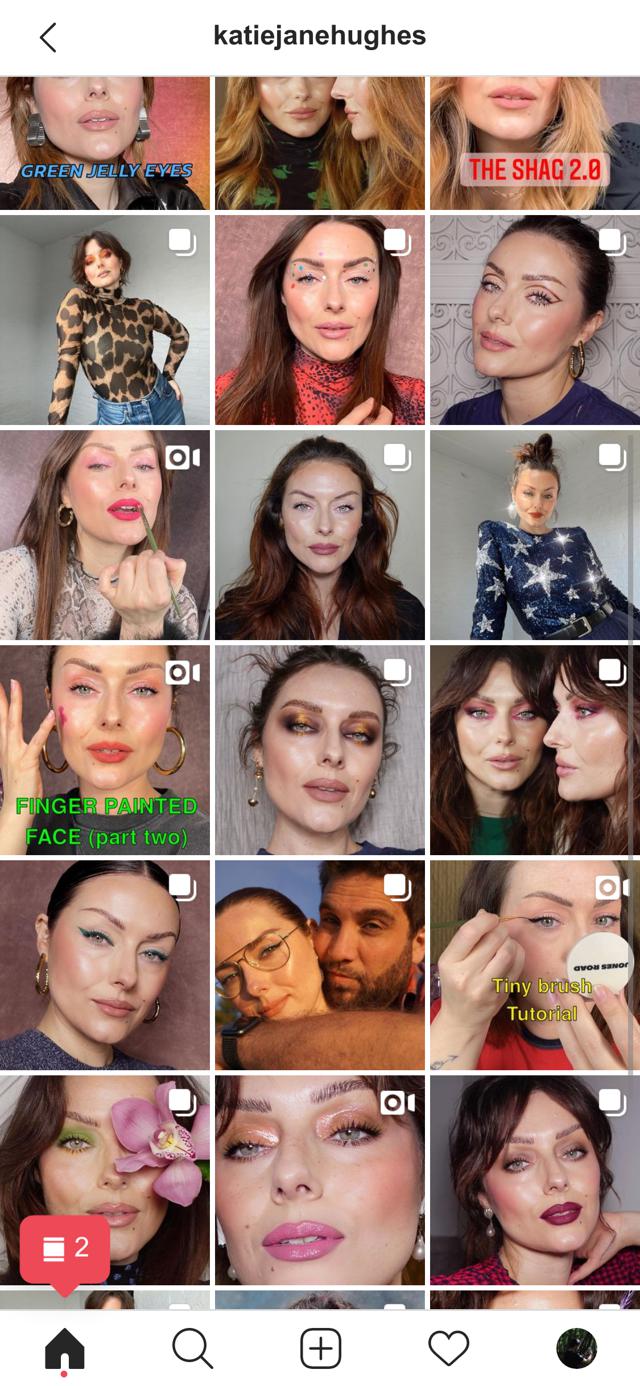 katiejanehughes
GREEN JELLY EYES
THE SHAG 2.0
FINGER PAINTED
FACE (part two)
JONES ROAD
Tiny brush
Tutorial
2